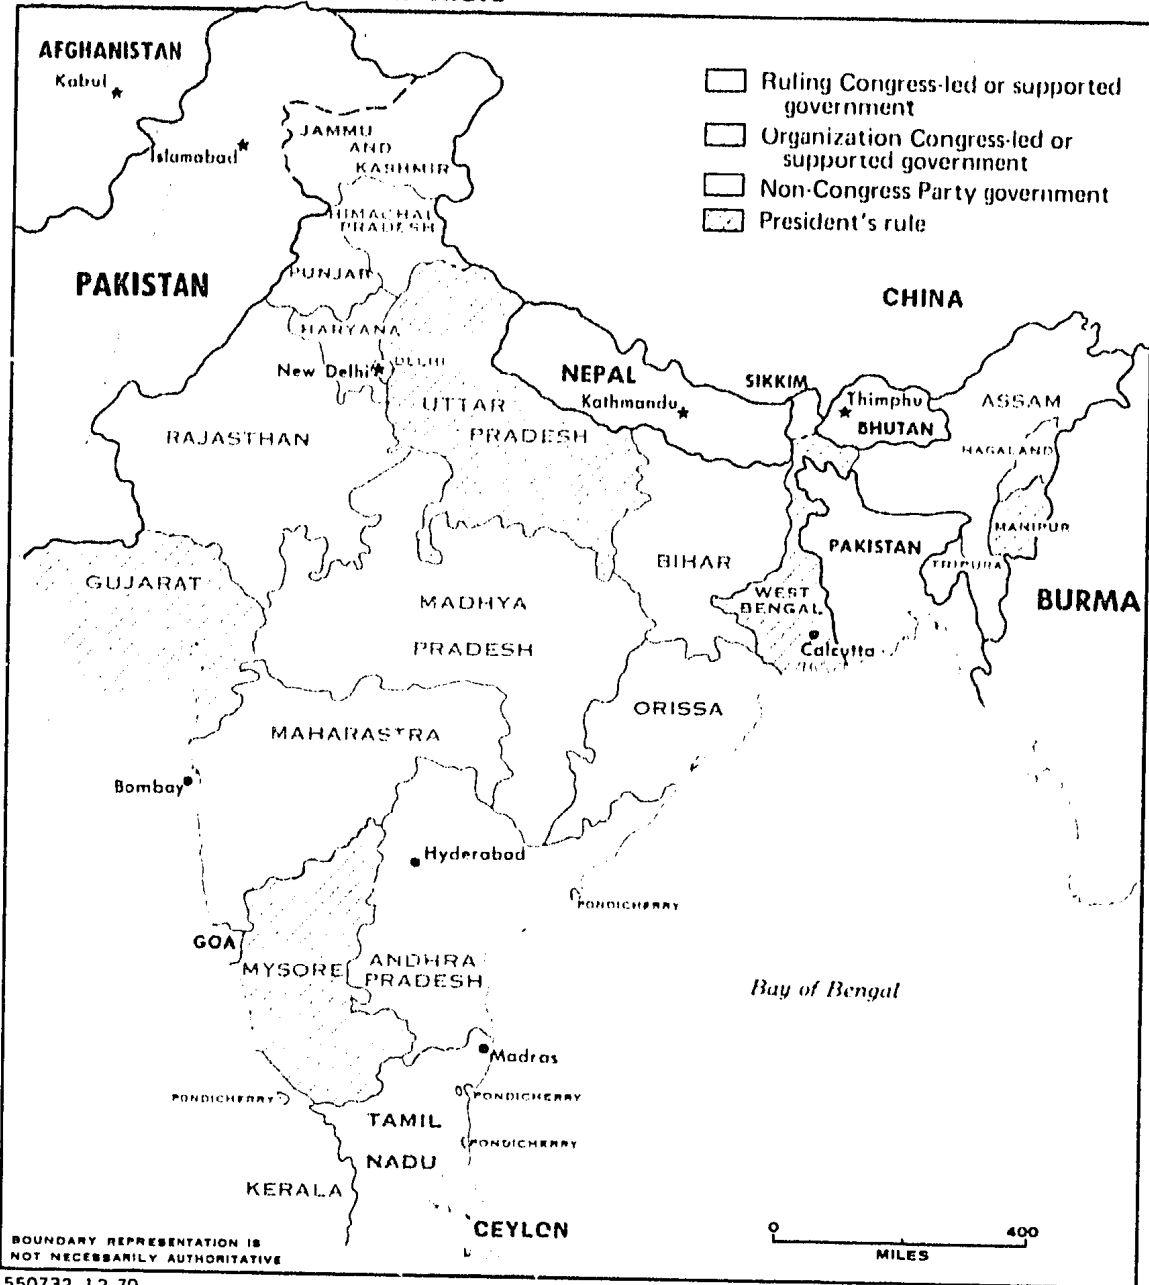 AFGHANISTAN
Kabul
Islamabad
JAMMU
AND
KASHMIR
Ruling Congress-led or supported
government
Organization Congress-led or
supported government
Non-Congress Party government
President's rule
HIMACHAL
PRADESH
PAKISTAN
PUNJAB
CHINA
HARYANA
New Delhi
DELHI
NEPAL
Kathmandu
SIKKIM
Thimphu
BHUTAN
ASSAM
UTTAR
PRADESH
RAJASTHAN
NAGALAND
MANIPUR
PAKISTAN
TRIPURA
BIHAR
GUJARAT
MADHYA
PRADESH
WEST
BENGAL
BURMA
Calcutta
ORISSA
MAHARASTRA
Bombay
Hyderabad
PONDICHERRY
GOA
MYSORE
ANDHRA
PRADESH
Bay of Bengal
Madras
PONDICHERRY
PONDICHERRY
TAMIL
NADU
PONDICHERRY
KERALA
CEYLON
BOUNDARY REPRESENTATION IS
NOT NECESSARILY AUTHORITATIVE
0 400
MILES
550732 12-70